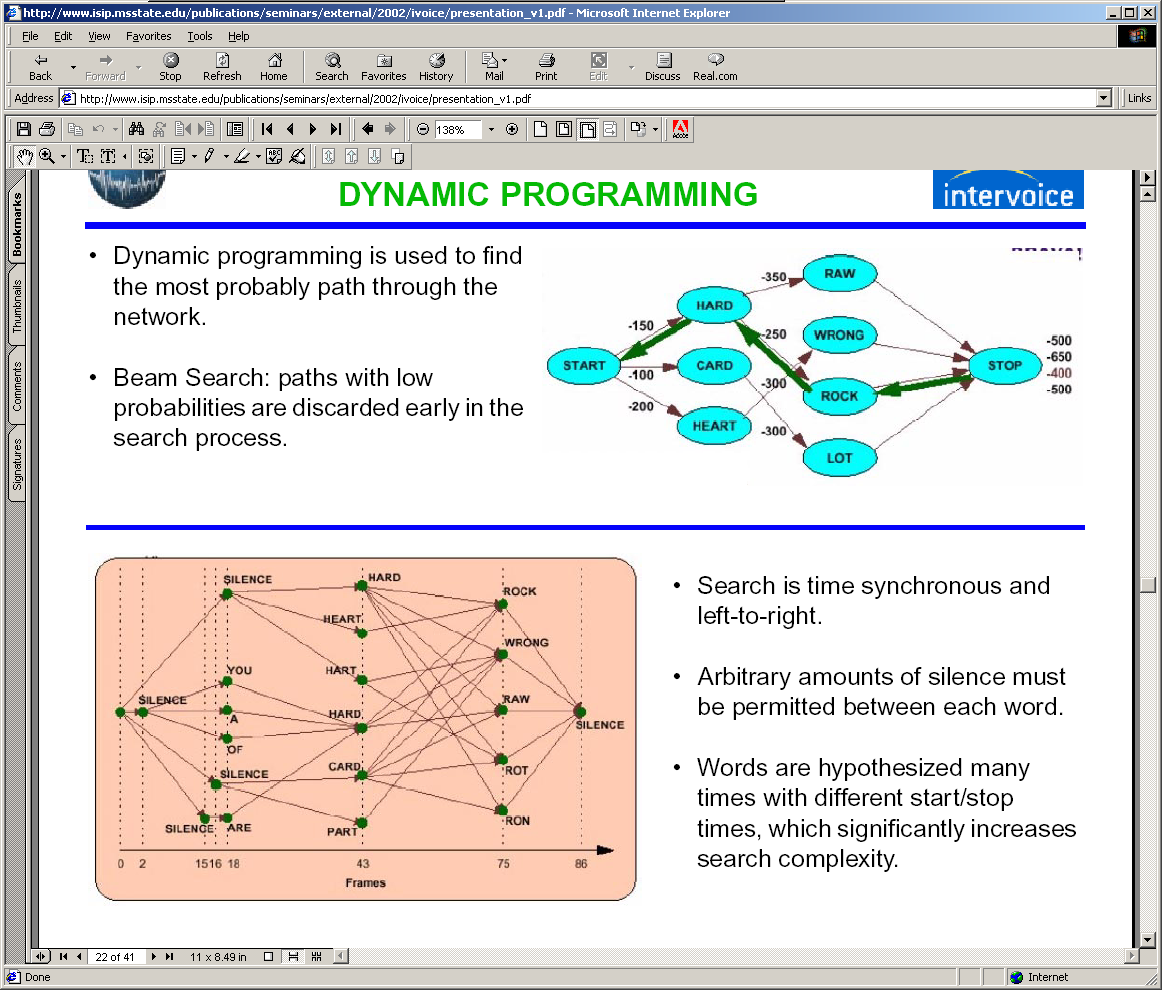 http://www.isip.msstate.edu/publications/seminars/external/2002/ivoice/presentation_v1.pdf - Microsoft Internet Explorer
File Edit View Favorites Tools Help
Back Forward Stop Refresh Home Search Favorites History Mail Print Edit Discuss Real.com
Address http://www.isip.msstate.edu/publications/seminars/external/2002/ivoice/presentation_v1.pdf Links
138%
Adobe
Bookmarks
Thumbnails
Comments
Signatures
DYNAMIC PROGRAMMING
intervoice
• Dynamic programming is used to find
the most probably path through the
network.
• Beam Search: paths with low
probabilities are discarded early in the
search process.
START
-150
-100
-200
HARD
CARD
HEART
-350
-250
-300
-300
RAW
WRONG
ROCK
LOT
STOP
-500
-650
-400
-500
SILENCE
HARD
ROCK
HEART
WRONG
YOU
HART
SILENCE
RAW
A
HARD
SILENCE
OF
SILENCE
CARD
ROT
SILENCE
ARE
PART
RON
0 2 15 16 18 43 75 86
Frames
• Search is time synchronous and
left-to-right.
• Arbitrary amounts of silence must
be permitted between each word.
• Words are hypothesized many
times with different start/stop
times, which significantly increases
search complexity.
22 of 41 11 x 8.49 in
Done Internet